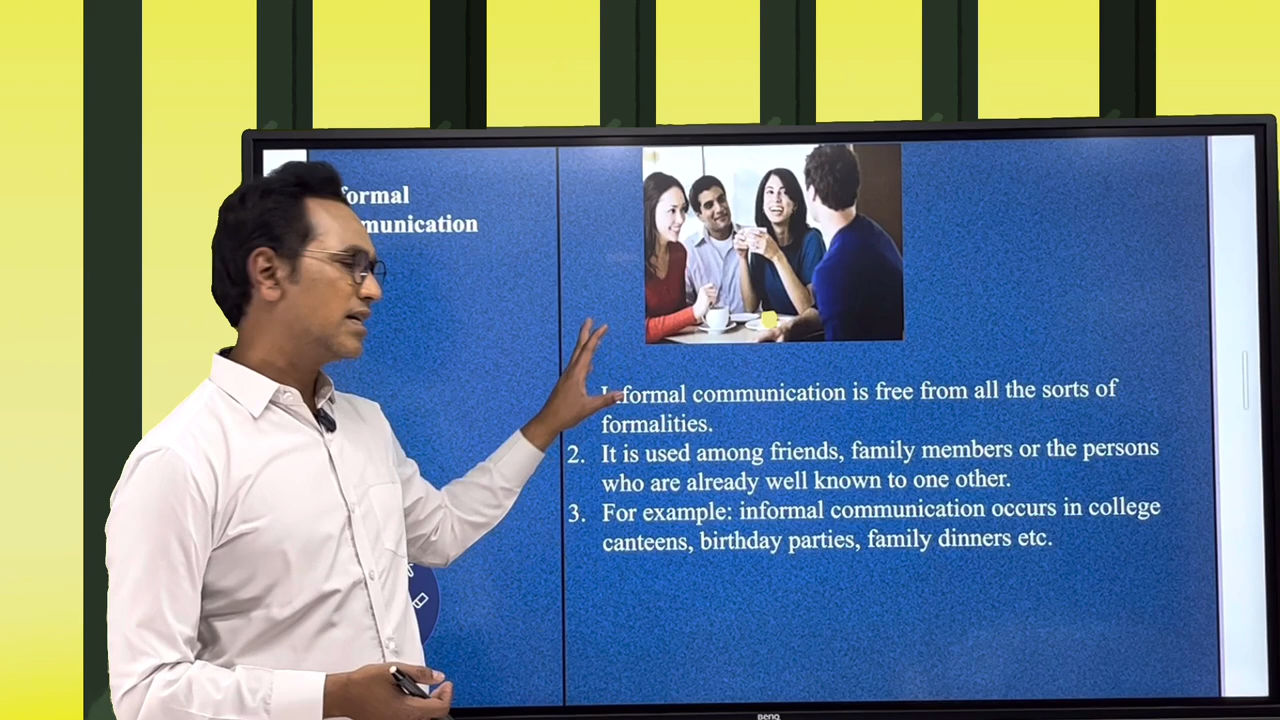 formal
munication
formal communication is free from all the sorts of
formalities.
2. It is used among friends, family members or the persons
who are already well known to one other.
3. For example: informal communication occurs in college
canteens, birthday parties, family dinners etc.
BenQ